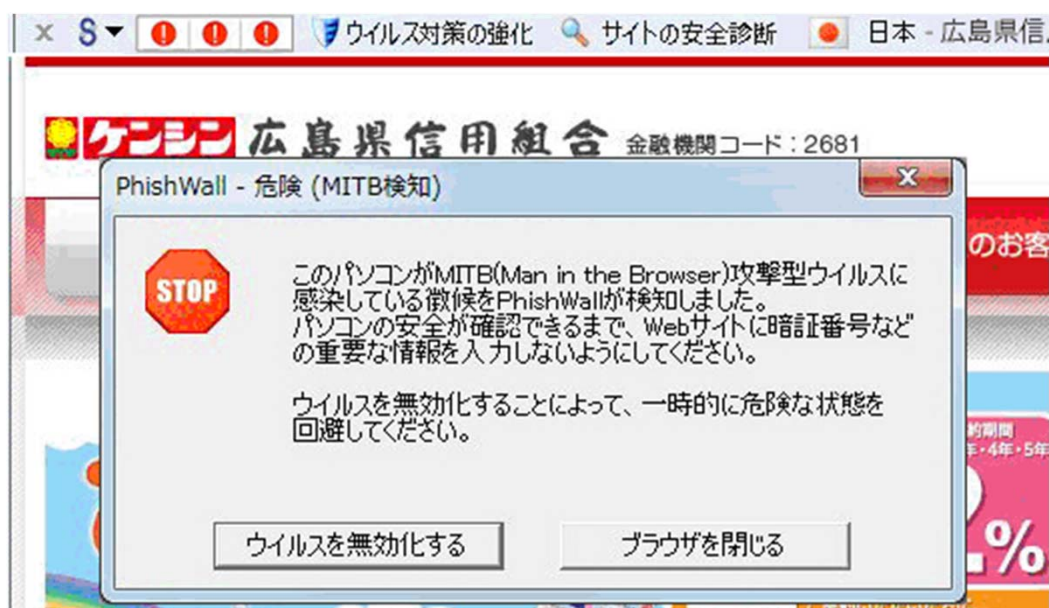 × S▼ ウイルス対策の強化 サイトの安全診断 日本 - 広島県信
ケンシン 広島県信用組合 金融機関コード：2681
PhishWall - 危険 (MITB検知)
のお客
STOP
このパソコンがMITB(Man in the Browser)攻撃型ウイルスに
感染している徴候をPhishWallが検知しました。
パソコンの安全が確認できるまで、Webサイトに暗証番号など
の重要な情報を入力しないようにしてください。
ウイルスを無効化することによって、一時的に危険な状態を
回避してください。
約期間
年・4年・5年
%
ウイルスを無効化する
ブラウザを閉じる